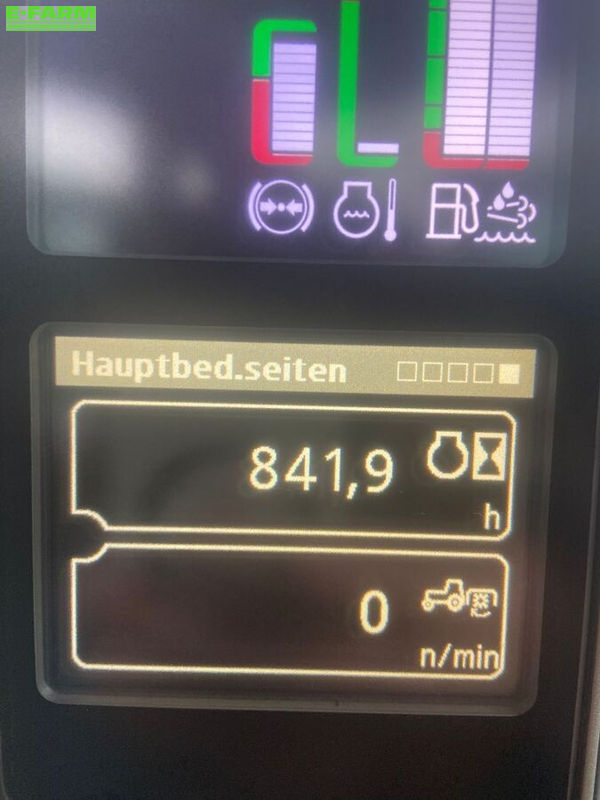 E-FARM
Hauptbed.seiten
841,9
h
0
n/min